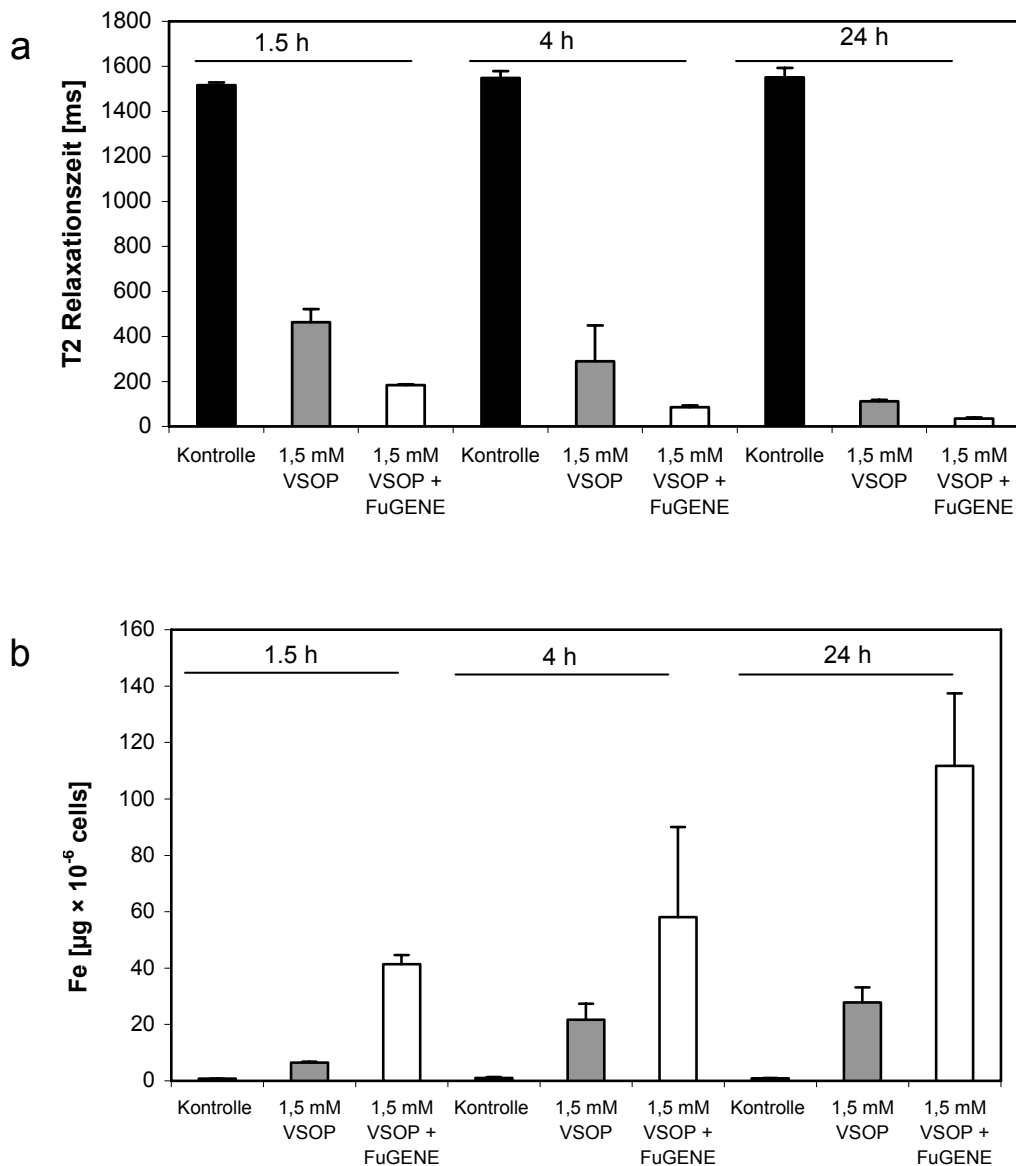 a
1800
1600
1400
1200
1000
800
600
400
200
0
T2 Relaxationszeit [ms]
1.5 h
4 h
24 h
Kontrolle
1,5 mM
VSOP
1,5 mM
VSOP +
FuGENE
Kontrolle
1,5 mM
VSOP
1,5 mM
VSOP +
FuGENE
Kontrolle
1,5 mM
VSOP
1,5 mM
VSOP +
FuGENE
b
160
140
120
100
80
60
40
20
0
Fe [µg × 10⁻⁶ cells]
1.5 h
4 h
24 h
Kontrolle
1,5 mM
VSOP
1,5 mM
VSOP +
FuGENE
Kontrolle
1,5 mM
VSOP
1,5 mM
VSOP +
FuGENE
Kontrolle
1,5 mM
VSOP
1,5 mM
VSOP +
FuGENE